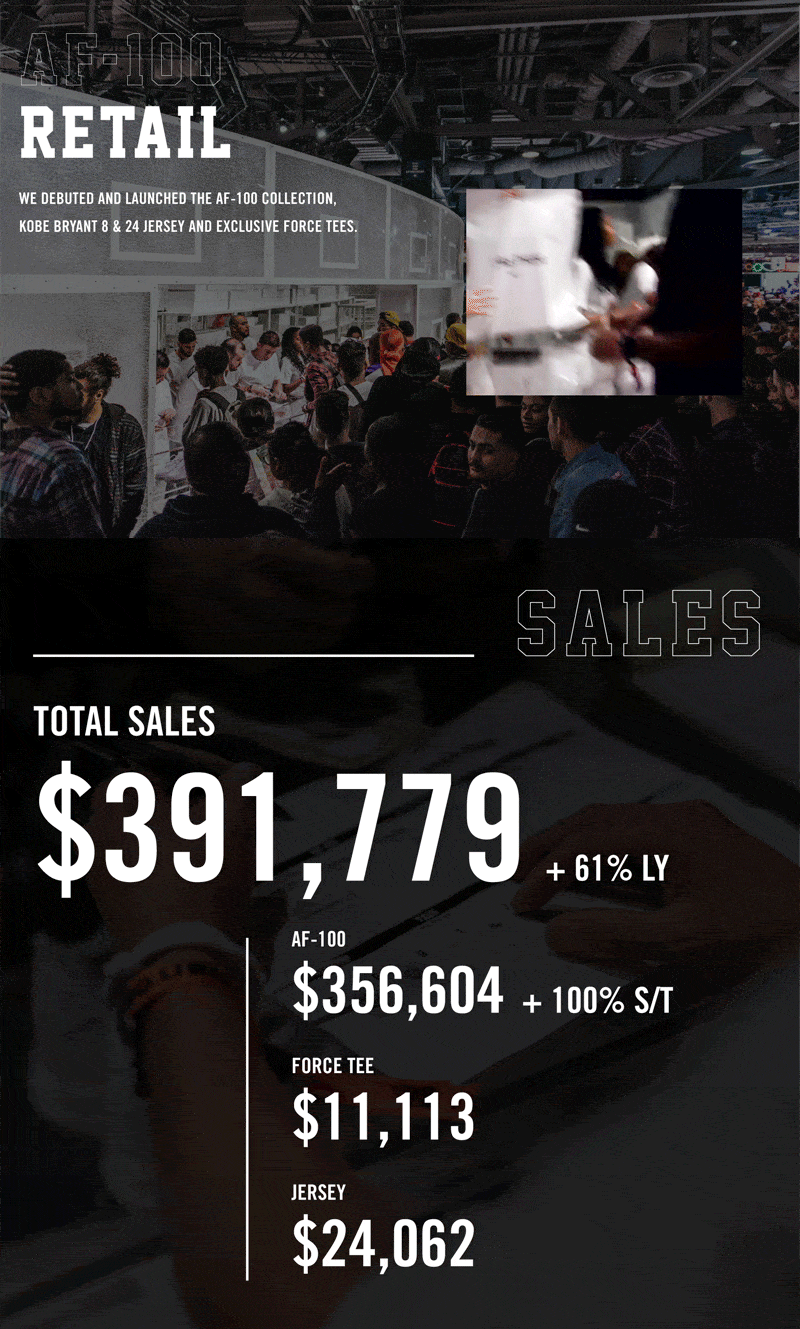 AF-100
RETAIL
WE DEBUTED AND LAUNCHED THE AF-100 COLLECTION,
KOBE BRYANT 8 & 24 JERSEY AND EXCLUSIVE FORCE TEES.
SALES
TOTAL SALES
$391,779 + 61% LY
AF-100
$356,604 + 100% S/T
FORCE TEE
$11,113
JERSEY
$24,062